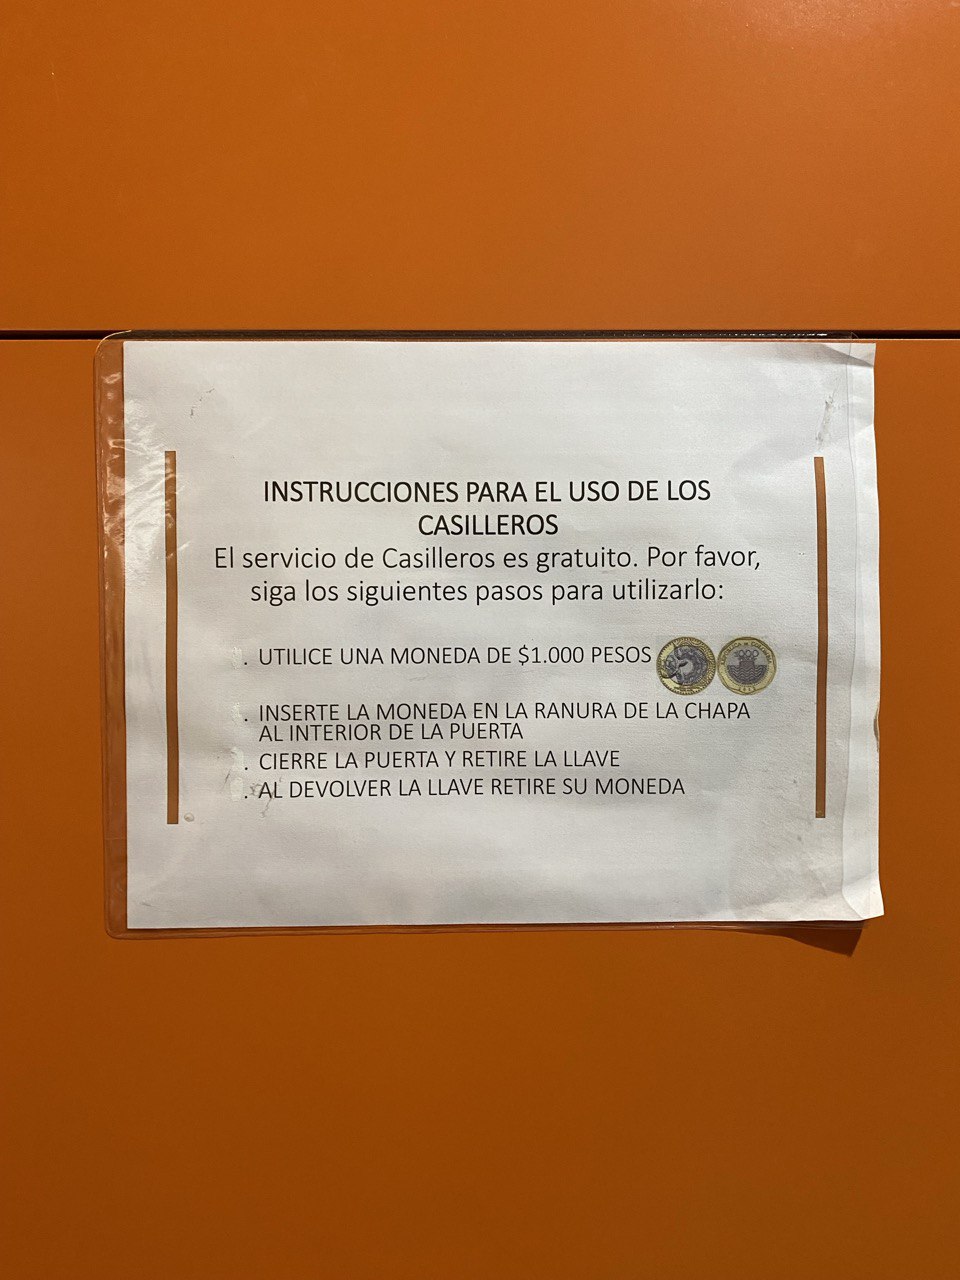 INSTRUCCIONES PARA EL USO DE LOS
CASILLEROS
El servicio de Casilleros es gratuito. Por favor,
siga los siguientes pasos para utilizarlo:
. UTILICE UNA MONEDA DE $1.000 PESOS
. INSERTE LA MONEDA EN LA RANURA DE LA CHAPA
AL INTERIOR DE LA PUERTA
. CIERRE LA PUERTA Y RETIRE LA LLAVE
. AL DEVOLVER LA LLAVE RETIRE SU MONEDA